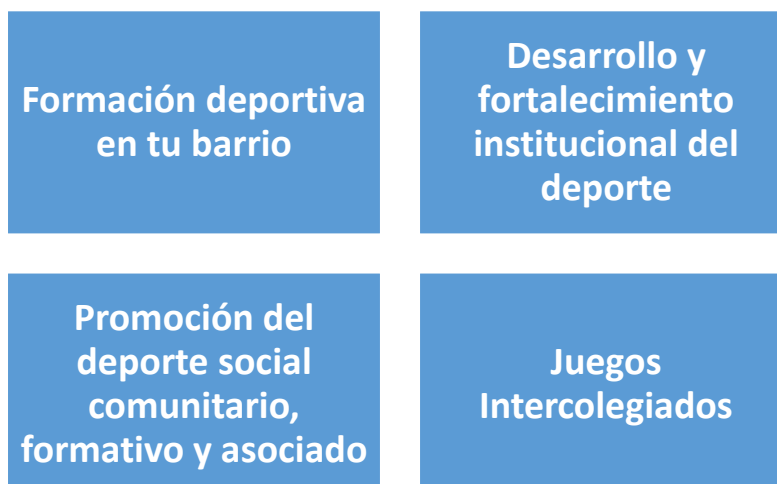 Formación deportiva
en tu barrio
Desarrollo y
fortalecimiento
institucional del
deporte
Promoción del
deporte social
comunitario,
formativo y asociado
Juegos
Intercolegiados